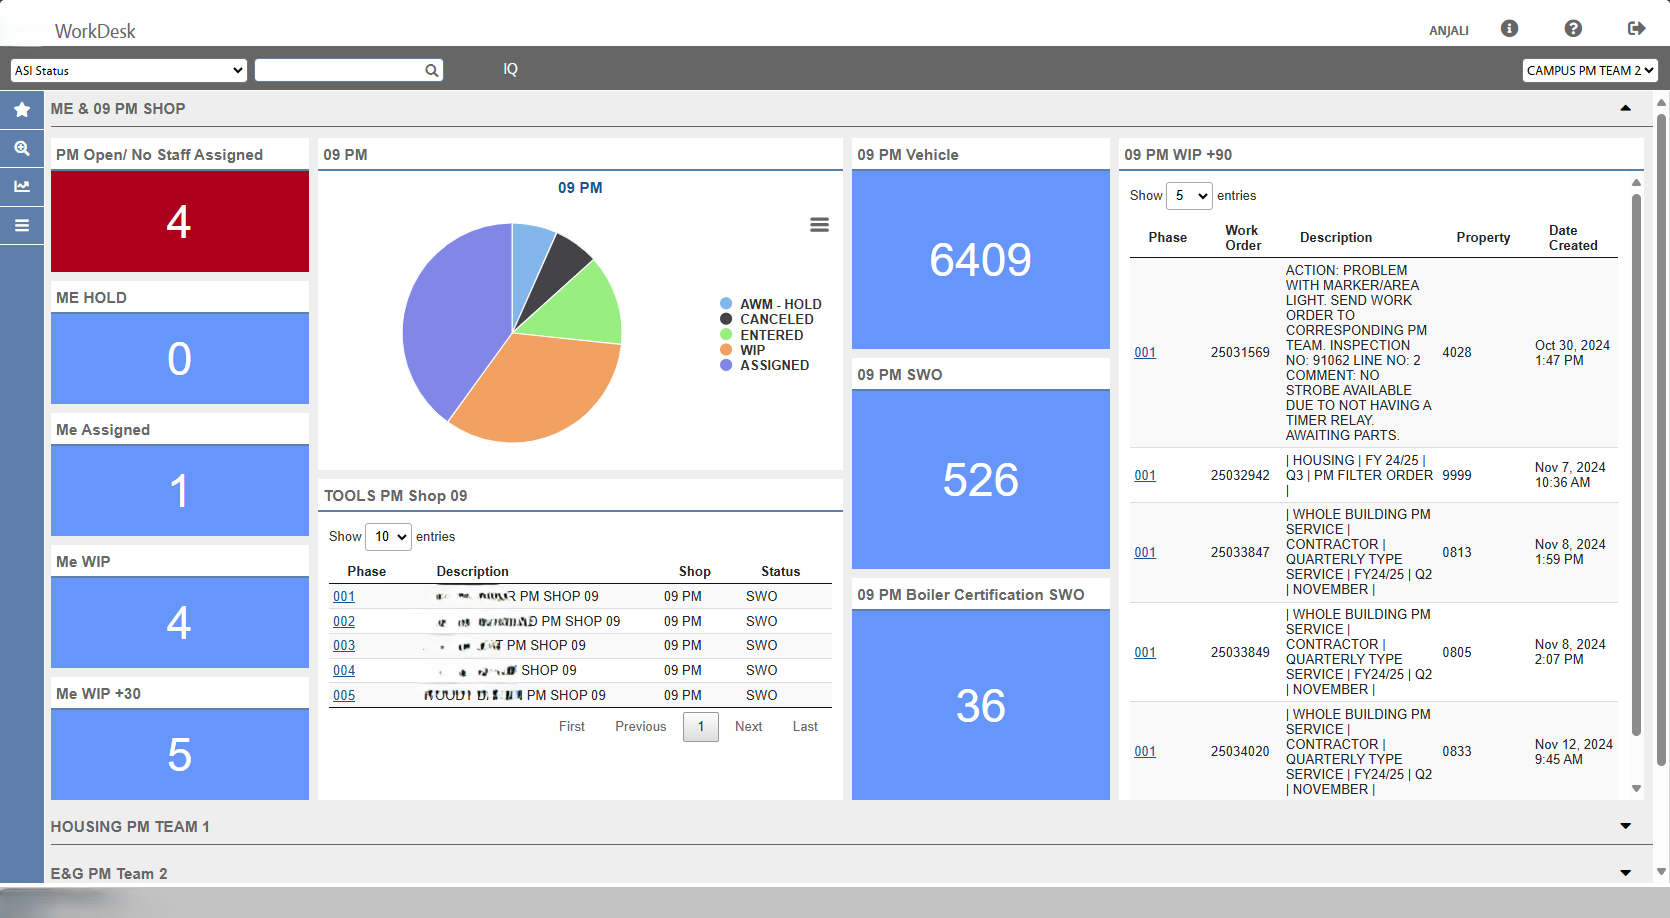 WorkDesk
ANJALI
ASI Status
IQ
CAMPUS PM TEAM 2
ME & 09 PM SHOP
PM Open/ No Staff Assigned
4
ME HOLD
0
Me Assigned
1
Me WIP
4
Me WIP +30
5
09 PM
09 PM
AWM - HOLD
CANCELED
ENTERED
WIP
ASSIGNED
TOOLS PM Shop 09
Show 10 entries
Phase Description Shop Status
001 PM SHOP 09 09 PM SWO
002 PM SHOP 09 09 PM SWO
003 PM SHOP 09 09 PM SWO
004 SHOP 09 09 PM SWO
005 PM SHOP 09 09 PM SWO
First Previous 1 Next Last
09 PM Vehicle
6409
09 PM SWO
526
09 PM Boiler Certification SWO
36
09 PM WIP +90
Show 5 entries
Phase Work Order Description Property Date Created
ACTION: PROBLEM
WITH MARKER/AREA
LIGHT. SEND WORK
ORDER TO
CORRESPONDING PM
TEAM. INSPECTION
001 25031569 NO: 91062 LINE NO: 2 4028 Oct 30, 2024 1:47 PM
COMMENT: NO
STROBE AVAILABLE
DUE TO NOT HAVING A
TIMER RELAY.
AWAITING PARTS.
| HOUSING | FY 24/25 |
001 25032942 Q3 | PM FILTER ORDER 9999 Nov 7, 2024 10:36 AM
|
| WHOLE BUILDING PM
SERVICE |
CONTRACTOR |
001 25033847 QUARTERLY TYPE 0813 Nov 8, 2024 1:59 PM
SERVICE | FY24/25 | Q2
| NOVEMBER |
| WHOLE BUILDING PM
SERVICE |
CONTRACTOR |
001 25033849 QUARTERLY TYPE 0805 Nov 8, 2024 2:07 PM
SERVICE | FY24/25 | Q2
| NOVEMBER |
| WHOLE BUILDING PM
SERVICE |
CONTRACTOR |
001 25034020 QUARTERLY TYPE 0833 Nov 12, 2024 9:45 AM
SERVICE | FY24/25 | Q2
| NOVEMBER |
HOUSING PM TEAM 1
E&G PM Team 2